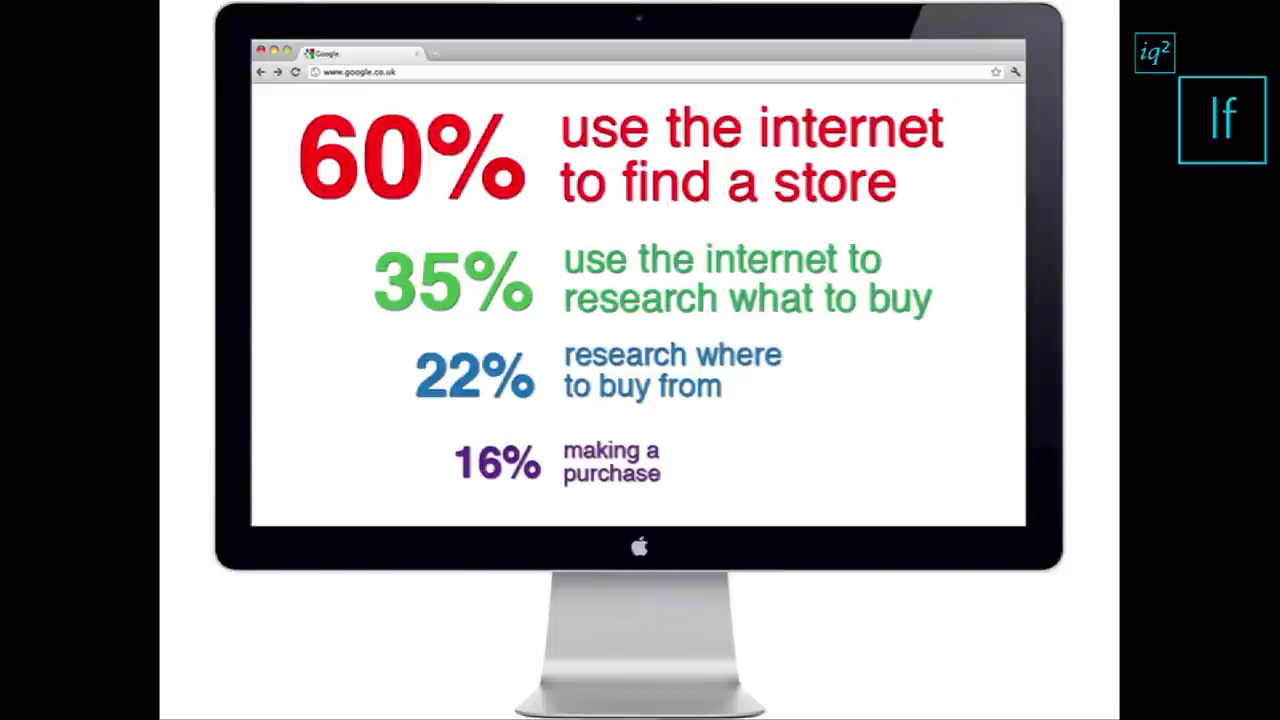 Google
www.google.co.uk
60% use the internet
to find a store
35% use the internet to
research what to buy
22% research where
to buy from
16% making a
purchase
iq²
If